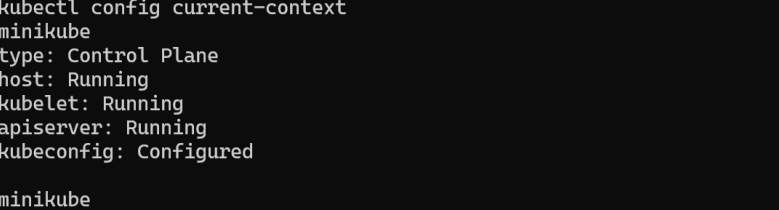 kubectl config current-context
minikube
type: Control Plane
host: Running
kubelet: Running
apiserver: Running
kubeconfig: Configured
minikube